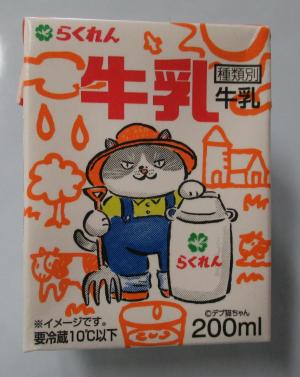 らくれん
牛乳
種類別
牛乳
らくれん
※イメージです。
要冷蔵10℃以下
©デブ猫ちゃん
200ml